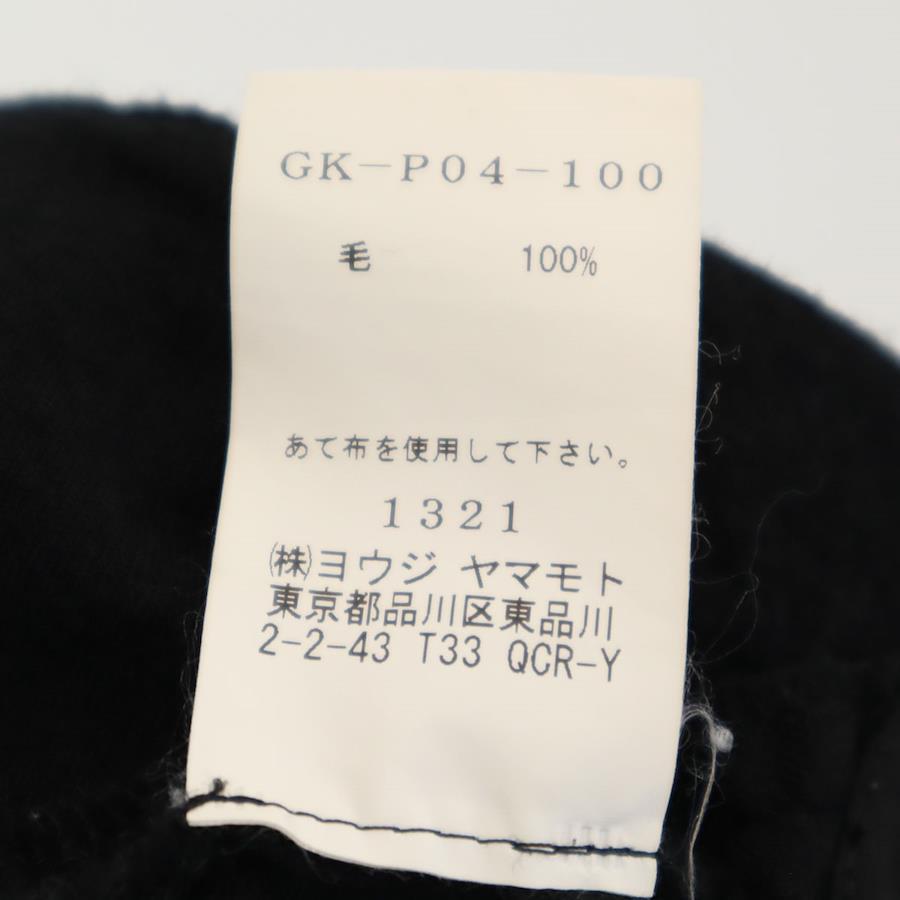 GK-P04-100
毛 100%
あて布を使用して下さい。
1321
㈱ヨウジ ヤマモト
東京都品川区東品川
2-2-43 T33 QCR-Y